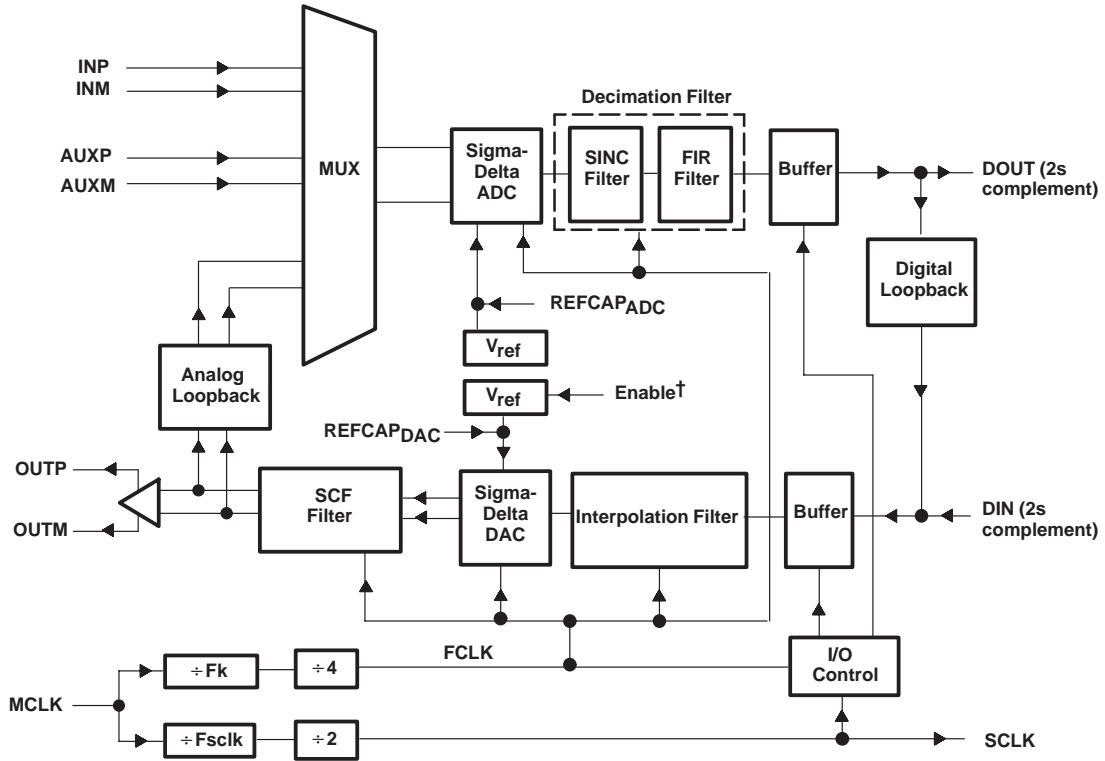 INP
INM
AUXP
AUXM
MUX
Sigma-
Delta
ADC
Decimation Filter
SINC
Filter
FIR
Filter
Buffer
DOUT (2s
complement)
Digital
Loopback
REFCAPADC
Vref
Vref
Enable†
REFCAPDAC
Analog
Loopback
OUTP
OUTM
SCF
Filter
Sigma-
Delta
DAC
Interpolation Filter
Buffer
DIN (2s
complement)
FCLK
I/O
Control
MCLK
÷Fk
÷4
÷Fsclk
÷2
SCLK